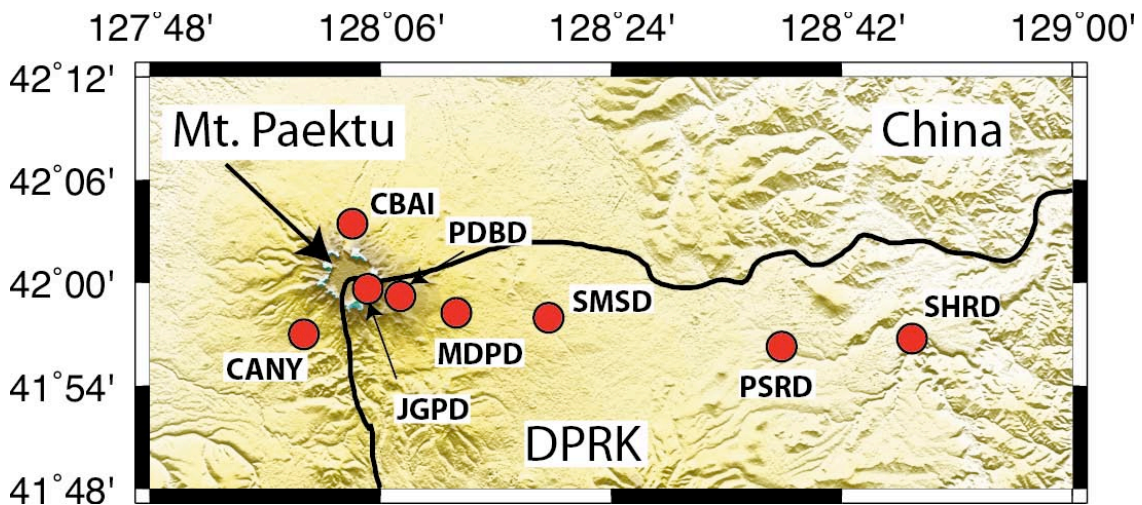 127˚48' 128˚06' 128˚24' 128˚42' 129˚00'
42˚12'
Mt. Paektu China
42˚06'
CBAI
PDBD
42˚00'
SMSD SHRD
MDPD
CANY PSRD
41˚54'
JGPD
DPRK
41˚48'